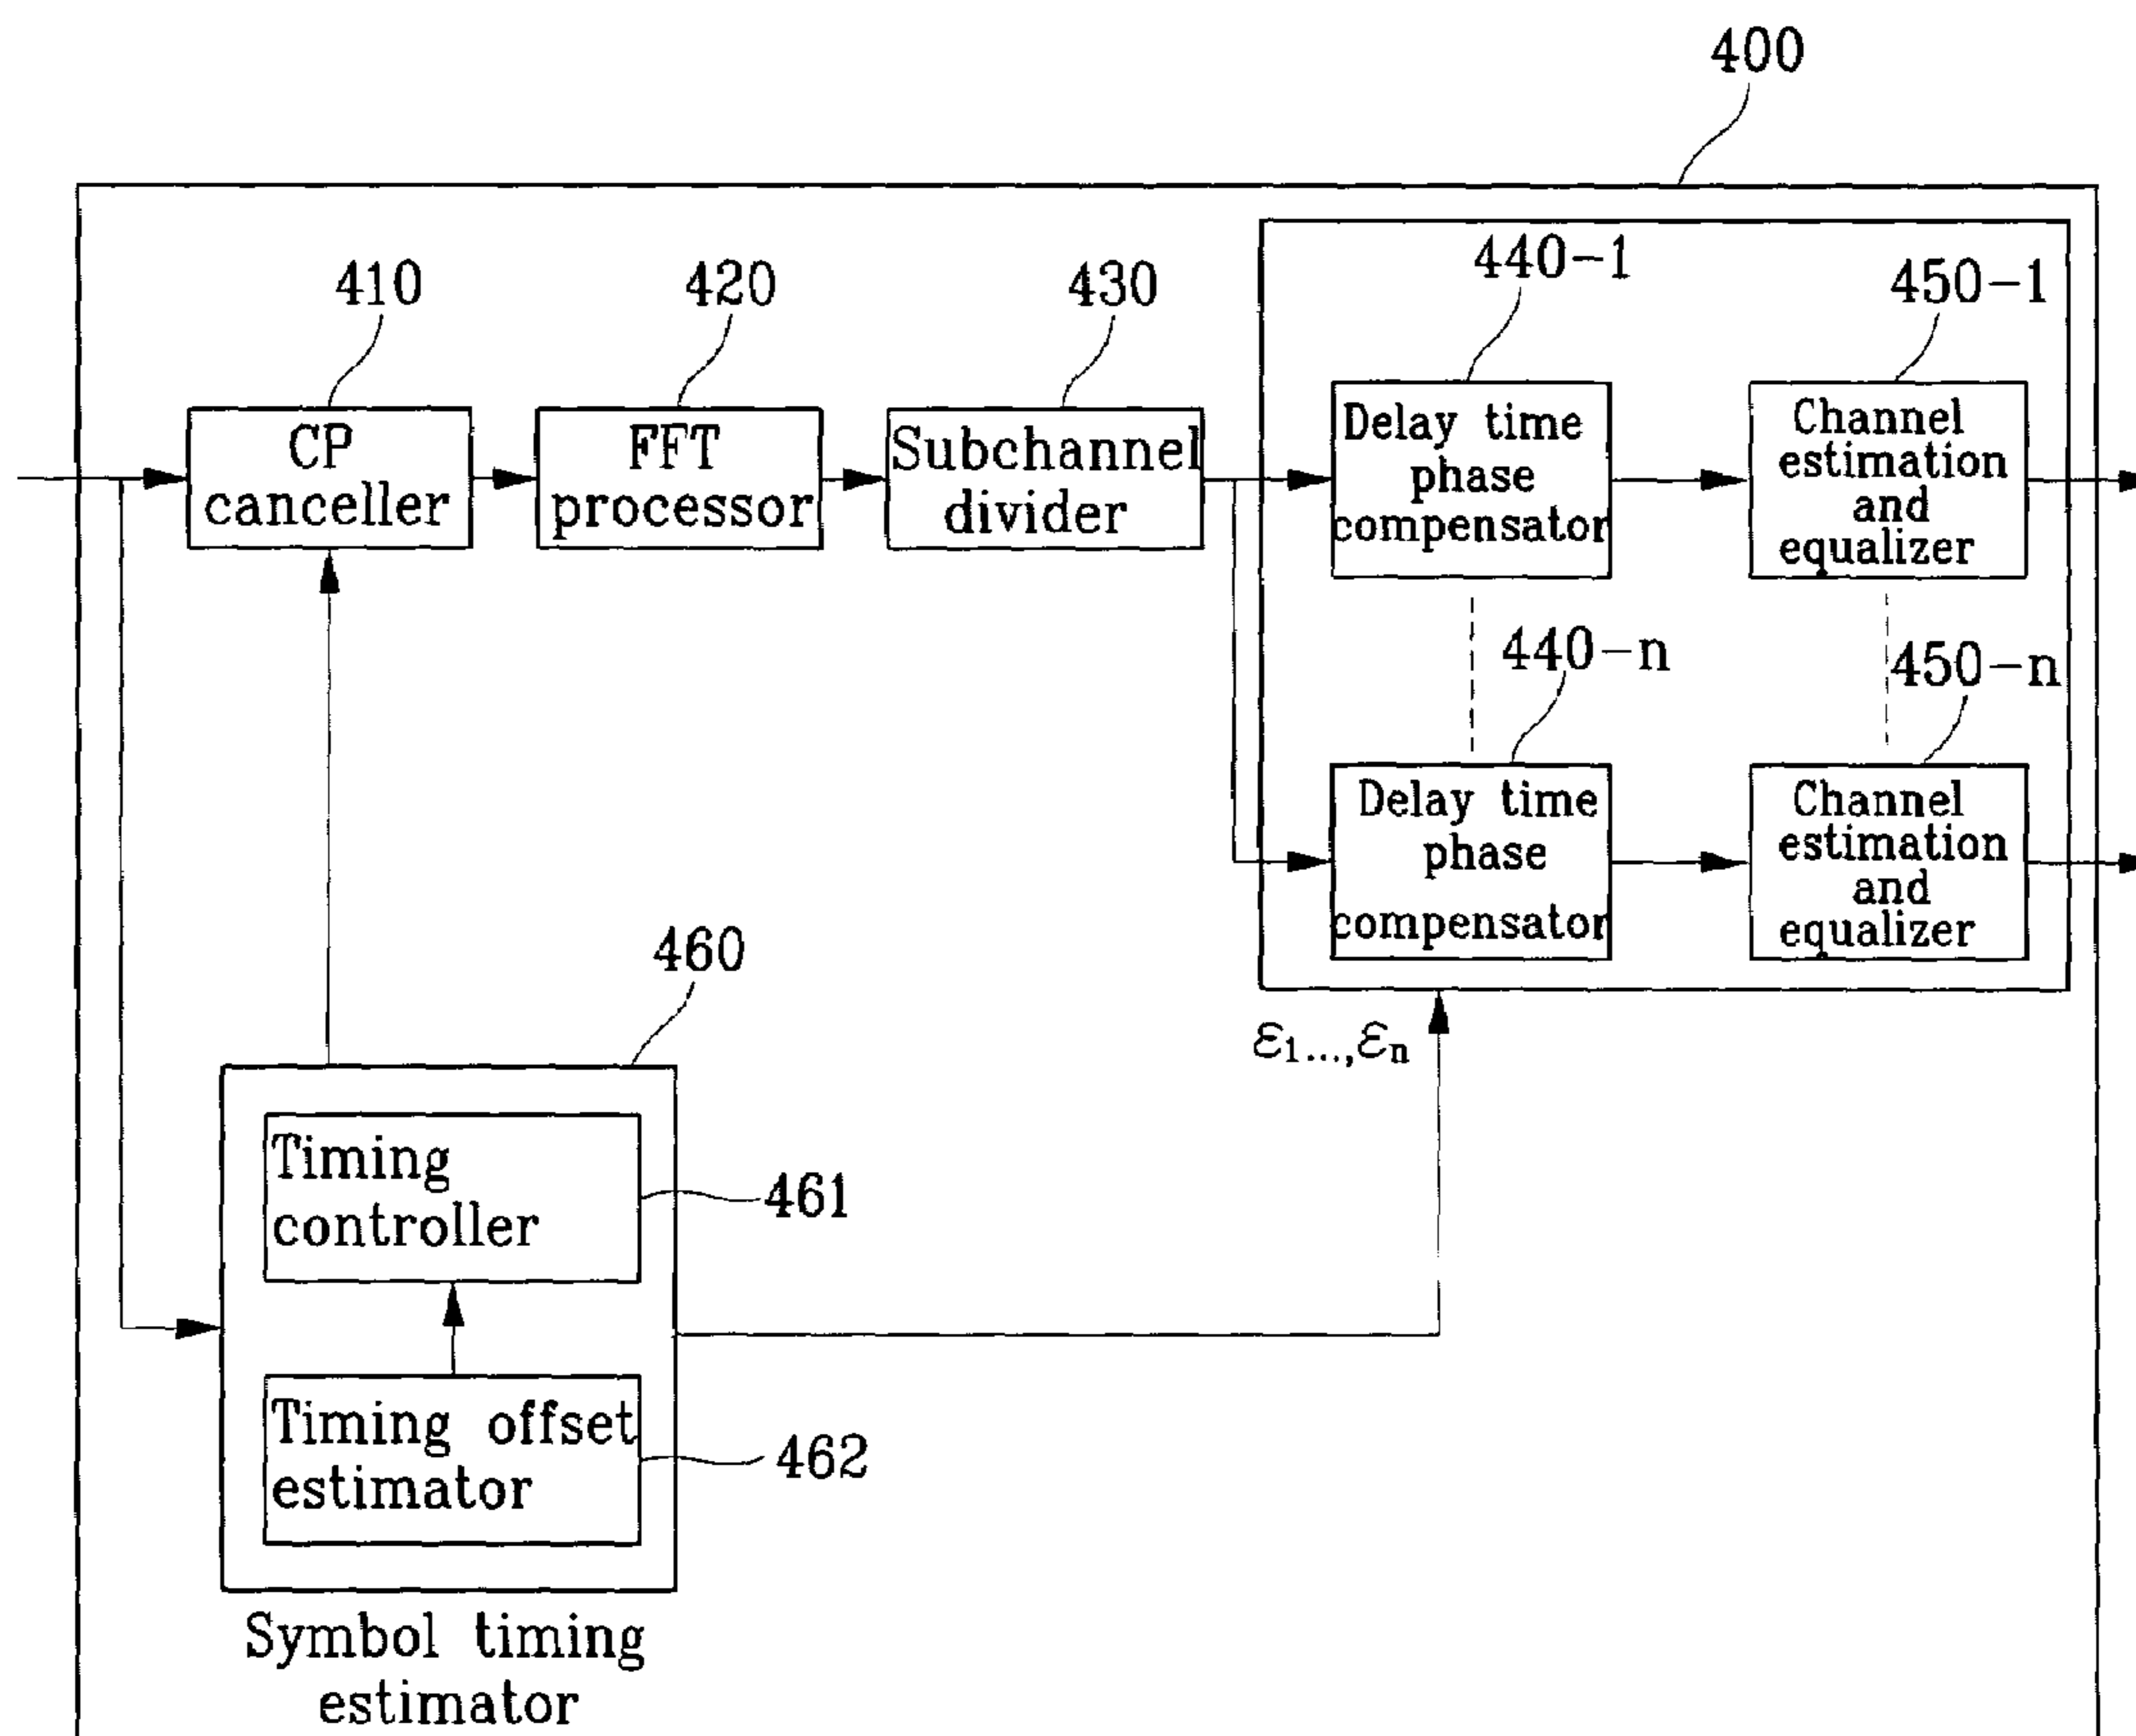 400
410
420
430
440-1
450-1
CP
canceller
FFT
processor
Subchannel
divider
Delay time
phase
compensator
Channel
estimation
and
equalizer
440-n
450-n
Delay time
phase
compensator
Channel
estimation
and
equalizer
460
ε1...,εn
Timing
controller
461
Timing offset
estimator
462
Symbol timing
estimator